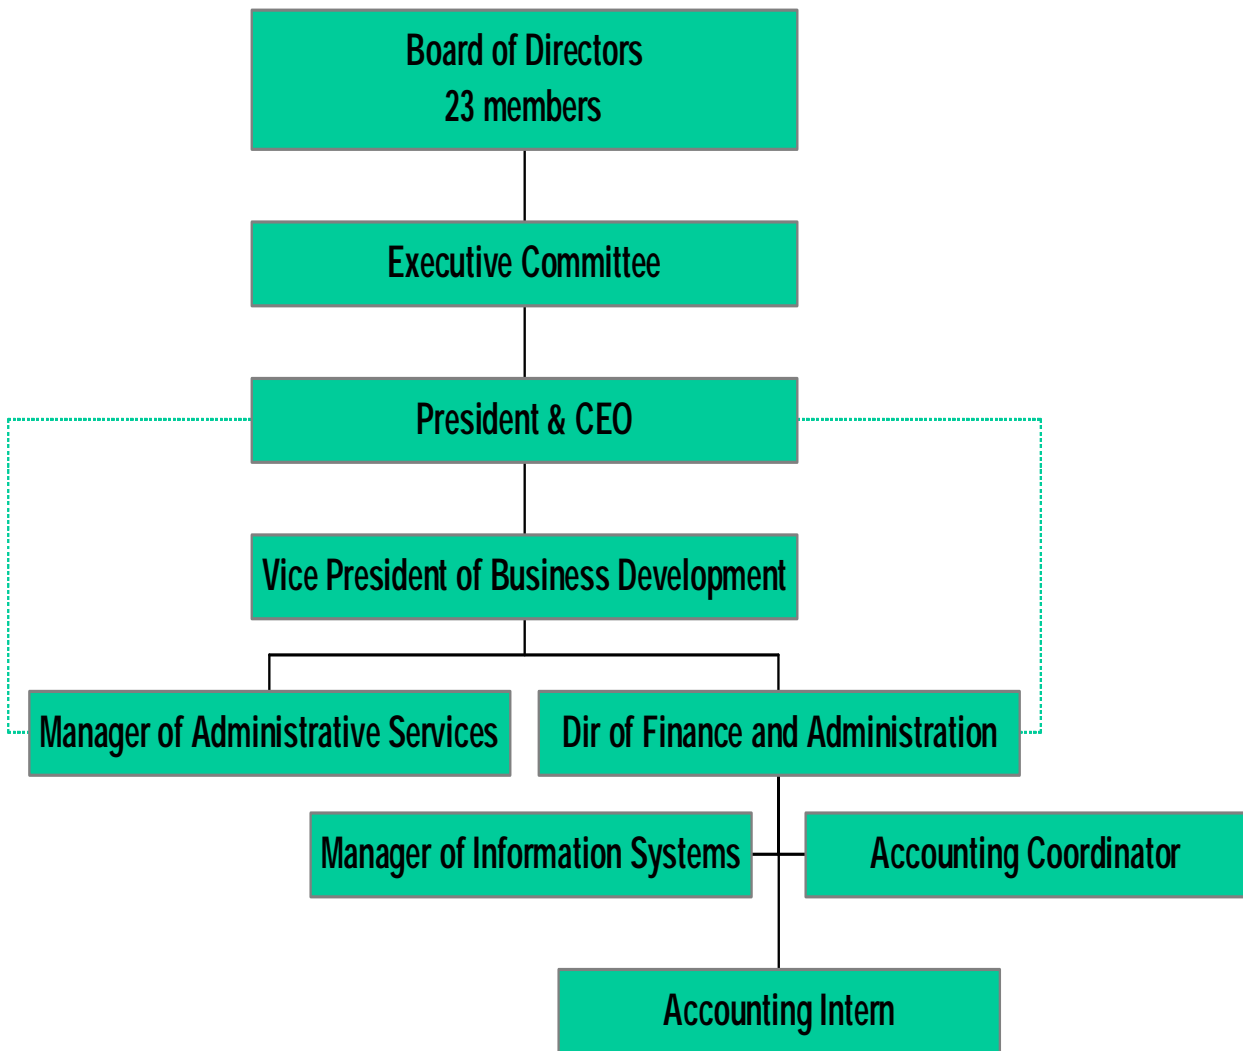 Board of Directors
23 members
Executive Committee
President & CEO
Vice President of Business Development
Manager of Administrative Services
Dir of Finance and Administration
Manager of Information Systems
Accounting Coordinator
Accounting Intern